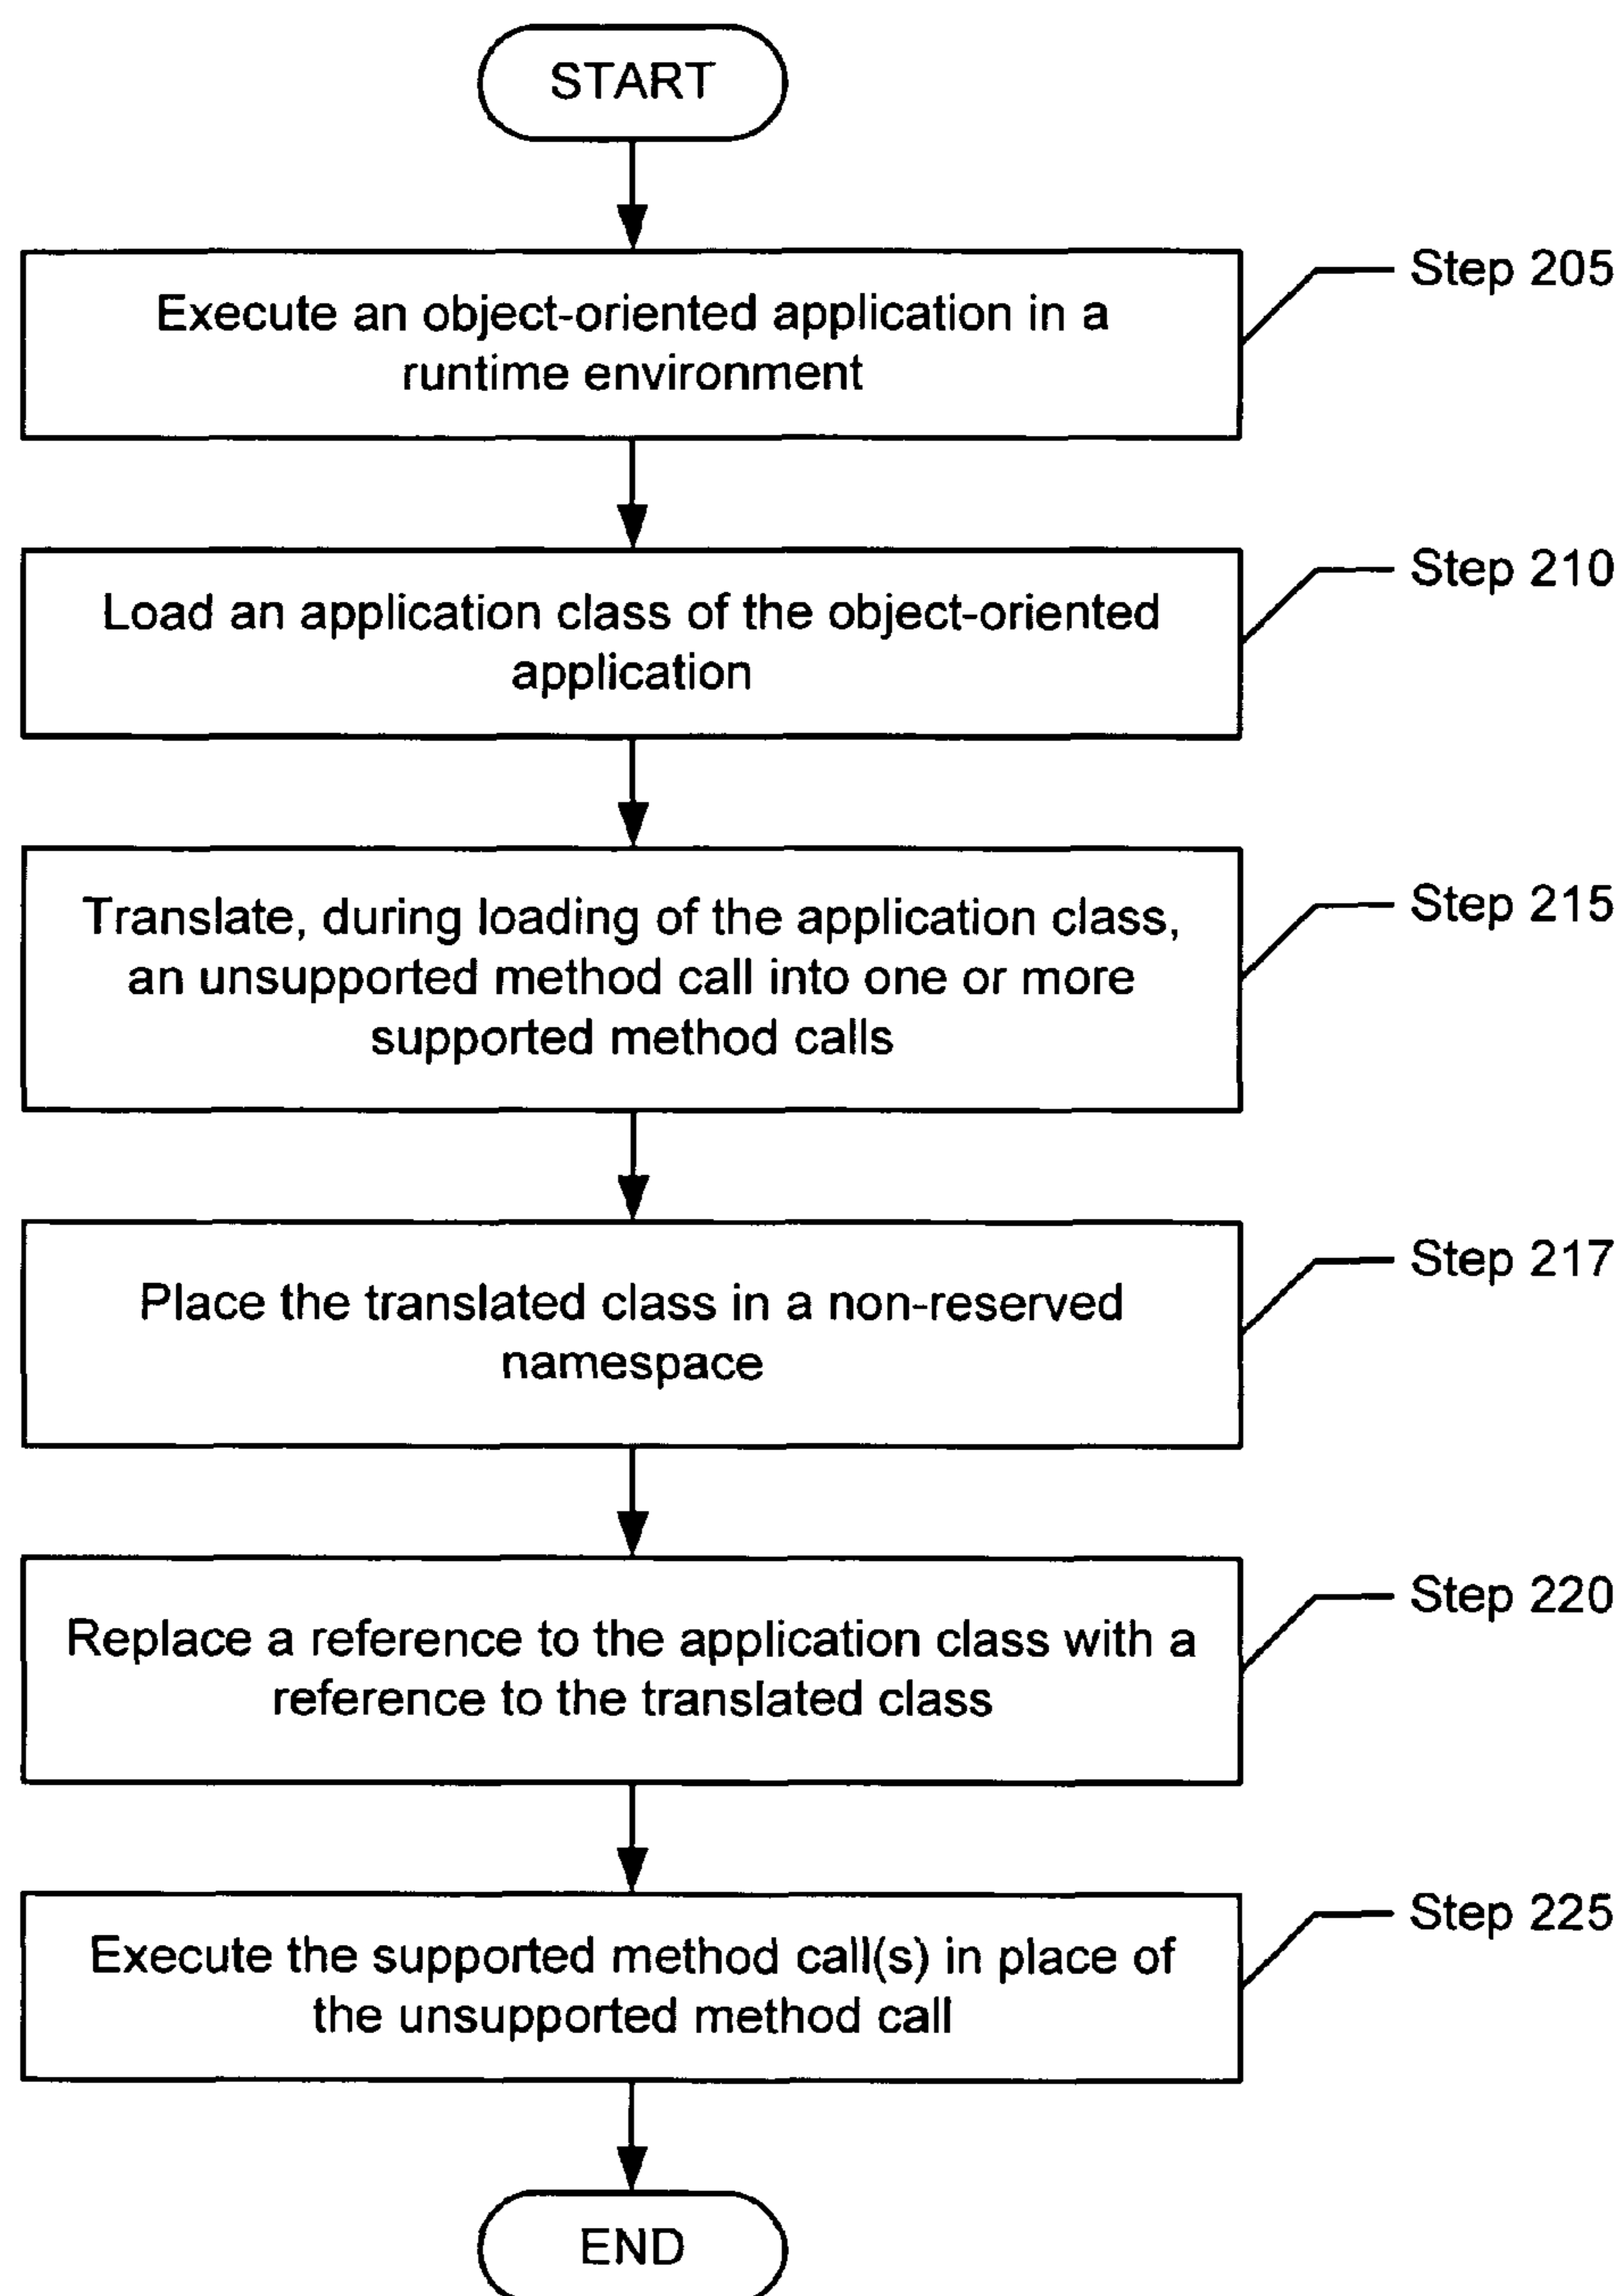 START
Execute an object-oriented application in a
runtime environment
Step 205
Load an application class of the object-oriented
application
Step 210
Translate, during loading of the application class,
an unsupported method call into one or more
supported method calls
Step 215
Place the translated class in a non-reserved
namespace
Step 217
Replace a reference to the application class with a
reference to the translated class
Step 220
Execute the supported method call(s) in place of
the unsupported method call
Step 225
END